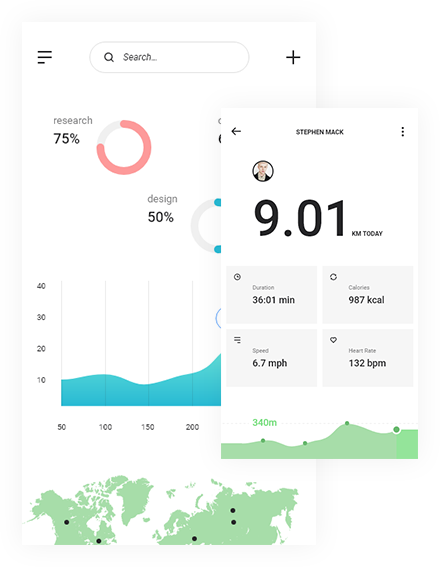 Search...
research
75%
design
50%
40
30
20
10
50
100
150
200
STEPHEN MACK
9.01 KM TODAY
Duration
36:01 min
Calories
987 kcal
Speed
6.7 mph
Heart Rate
132 bpm
340m